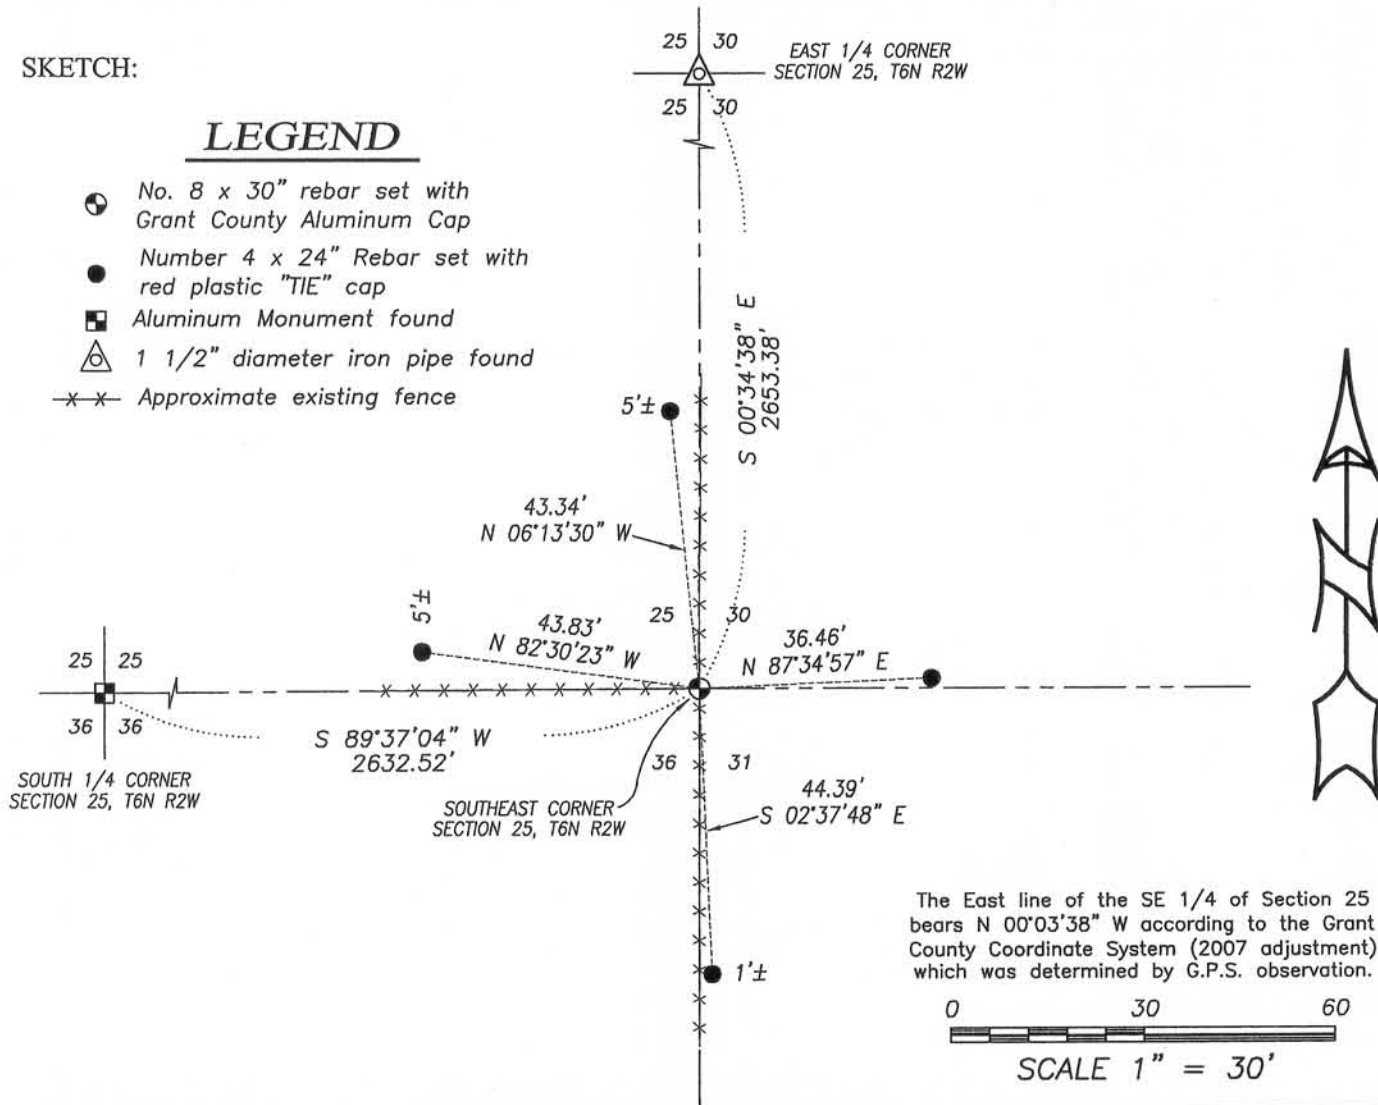 SKETCH:
LEGEND
No. 8 x 30" rebar set with
Grant County Aluminum Cap
Number 4 x 24" Rebar set with
red plastic "TIE" cap
Aluminum Monument found
1 1/2" diameter iron pipe found
x x Approximate existing fence
25 30
EAST 1/4 CORNER
SECTION 25, T6N R2W
25 30
S 00°34'38" E
2653.38'
5'±
43.34'
N 06°13'30" W
5'±
43.83'
N 82°30'23" W
25 30
36.46'
N 87°34'57" E
25 25
36 36
SOUTH 1/4 CORNER
SECTION 25, T6N R2W
S 89°37'04" W
2632.52'
SOUTHEAST CORNER
SECTION 25, T6N R2W
36 31
44.39'
S 02°37'48" E
1'±
N
The East line of the SE 1/4 of Section 25
bears N 00°03'38" W according to the Grant
County Coordinate System (2007 adjustment)
which was determined by G.P.S. observation.
0 30 60
SCALE 1" = 30'